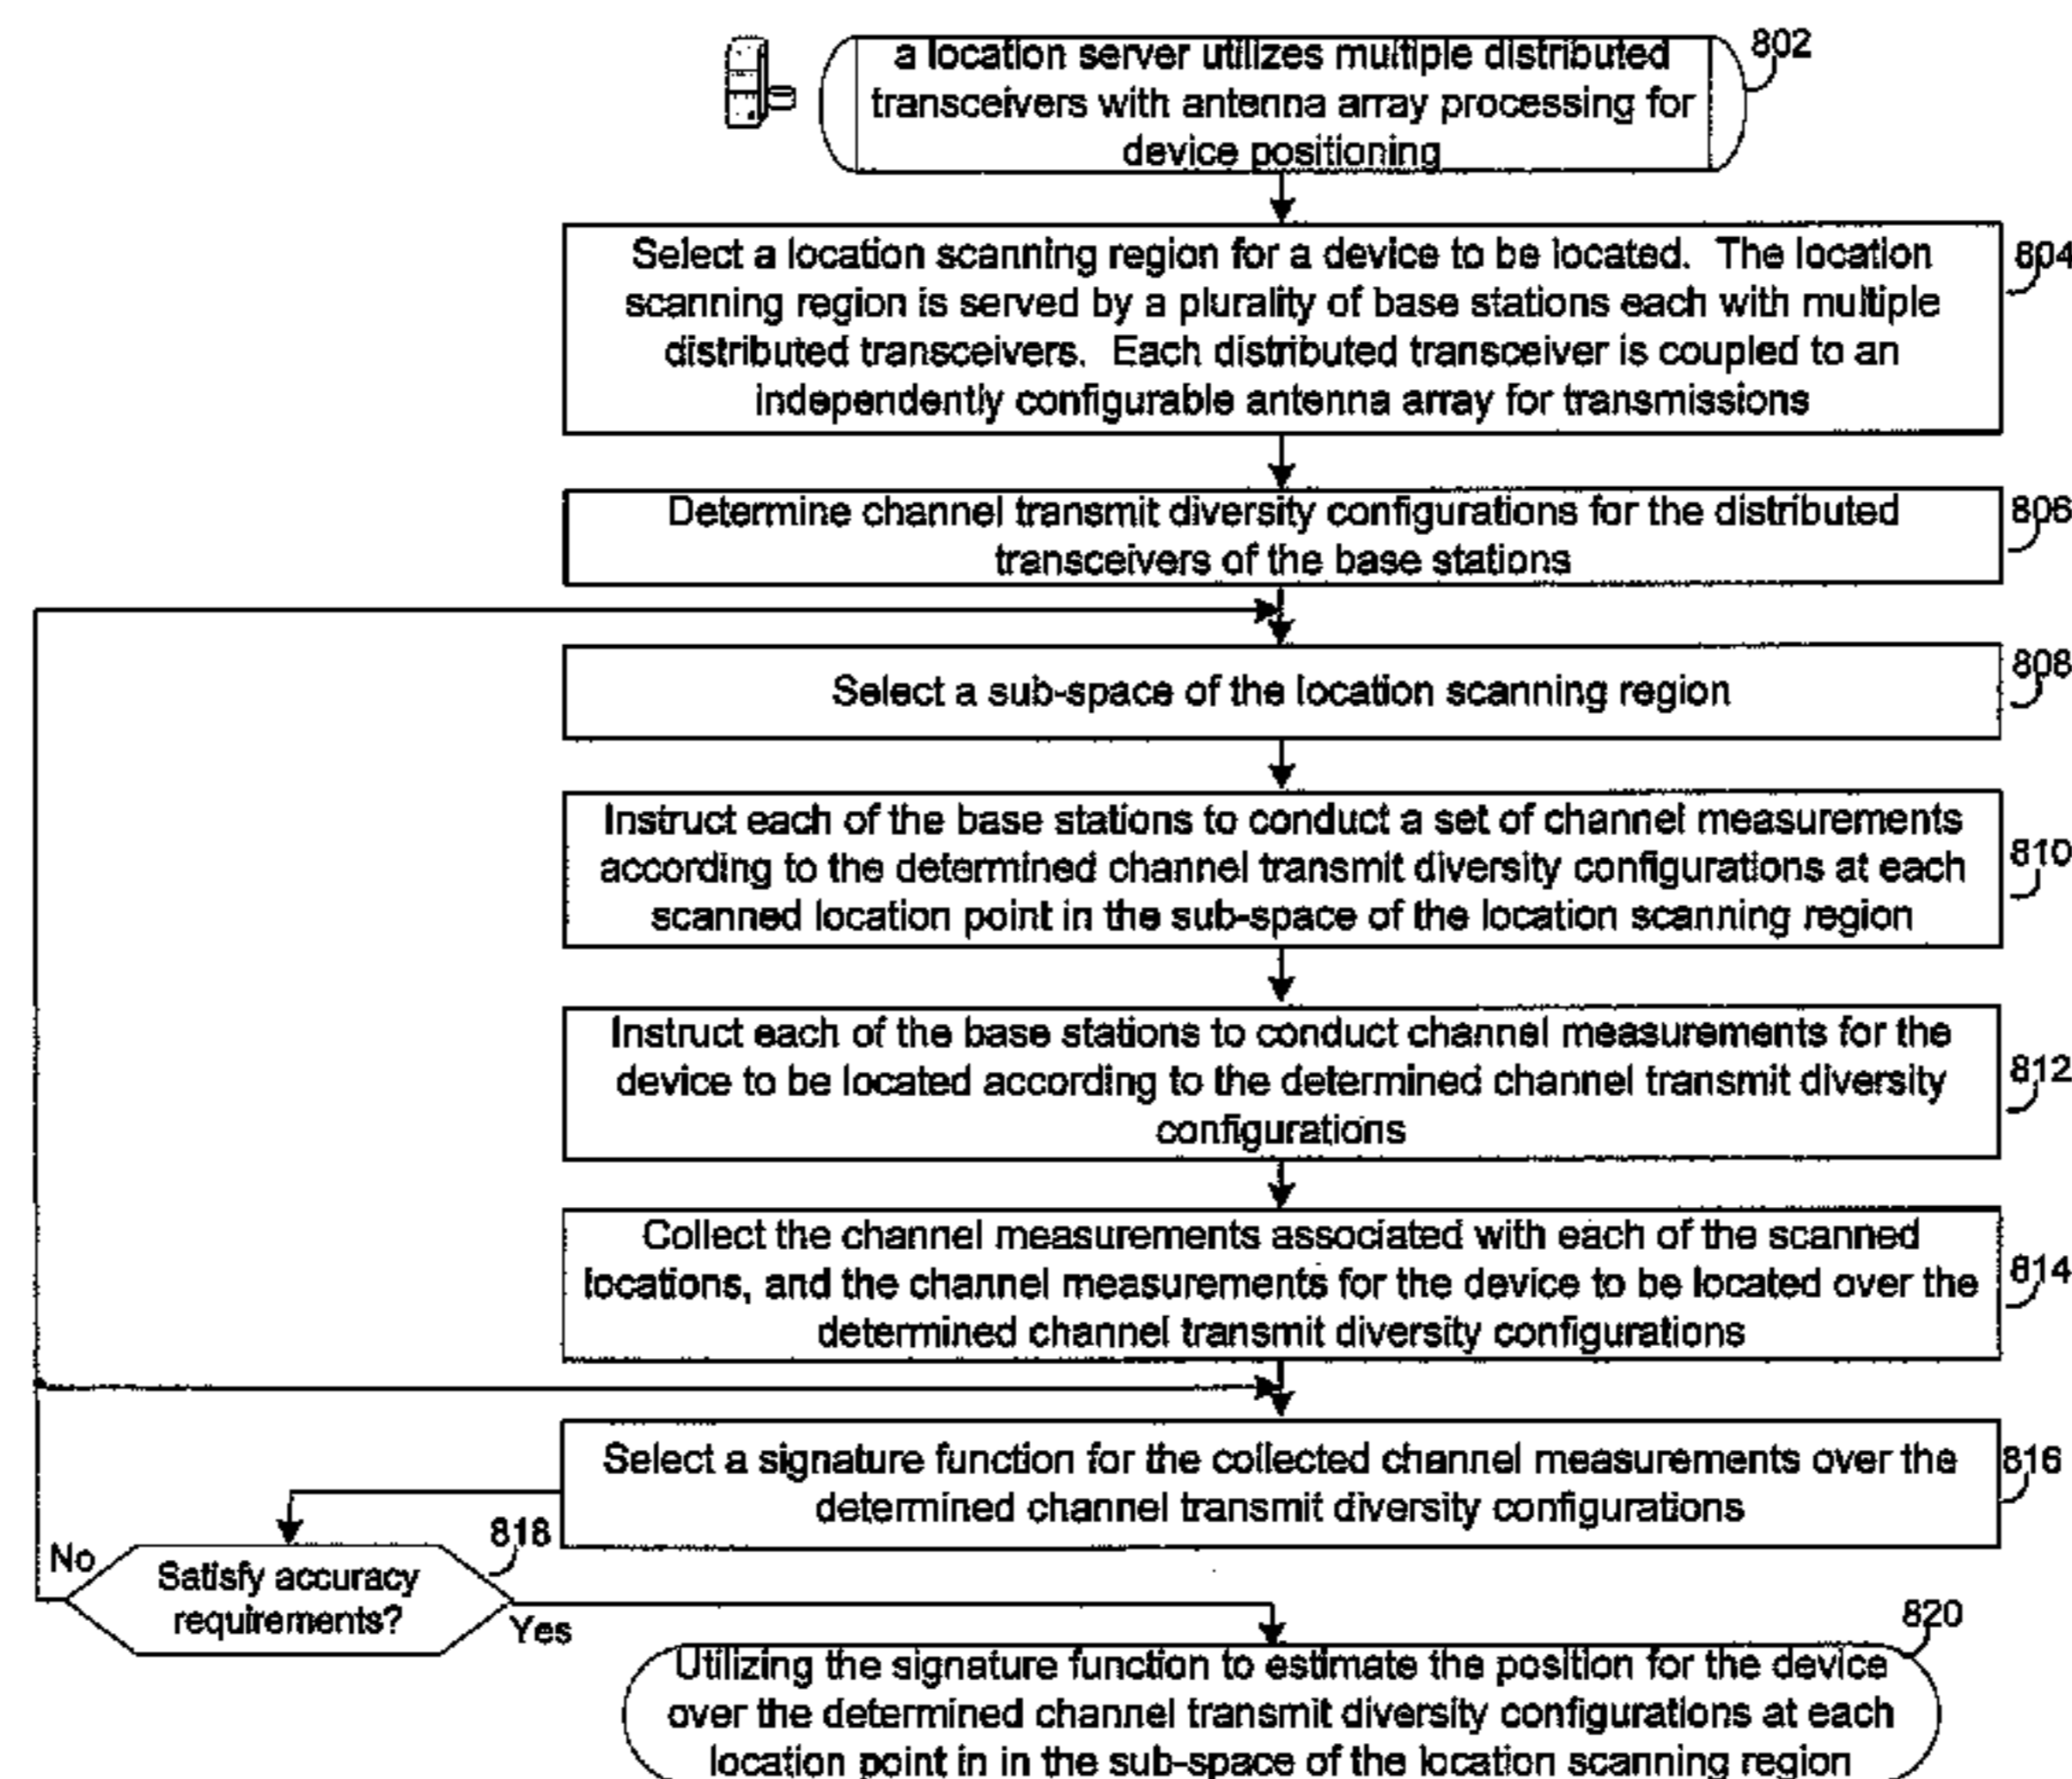 a location server utilizes multiple distributed
transceivers with antenna array processing for
device positioning
802
Select a location scanning region for a device to be located. The location
scanning region is served by a plurality of base stations each with multiple
distributed transceivers. Each distributed transceiver is coupled to an
independently configurable antenna array for transmissions
804
Determine channel transmit diversity configurations for the distributed
transceivers of the base stations
806
Select a sub-space of the location scanning region
808
Instruct each of the base stations to conduct a set of channel measurements
according to the determined channel transmit diversity configurations at each
scanned location point in the sub-space of the location scanning region
810
Instruct each of the base stations to conduct channel measurements for the
device to be located according to the determined channel transmit diversity
configurations
812
Collect the channel measurements associated with each of the scanned
locations, and the channel measurements for the device to be located over the
determined channel transmit diversity configurations
814
Select a signature function for the collected channel measurements over the
determined channel transmit diversity configurations
816
818
No
Satisfy accuracy
requirements?
Yes
820
Utilizing the signature function to estimate the position for the device
over the determined channel transmit diversity configurations at each
location point in in the sub-space of the location scanning region